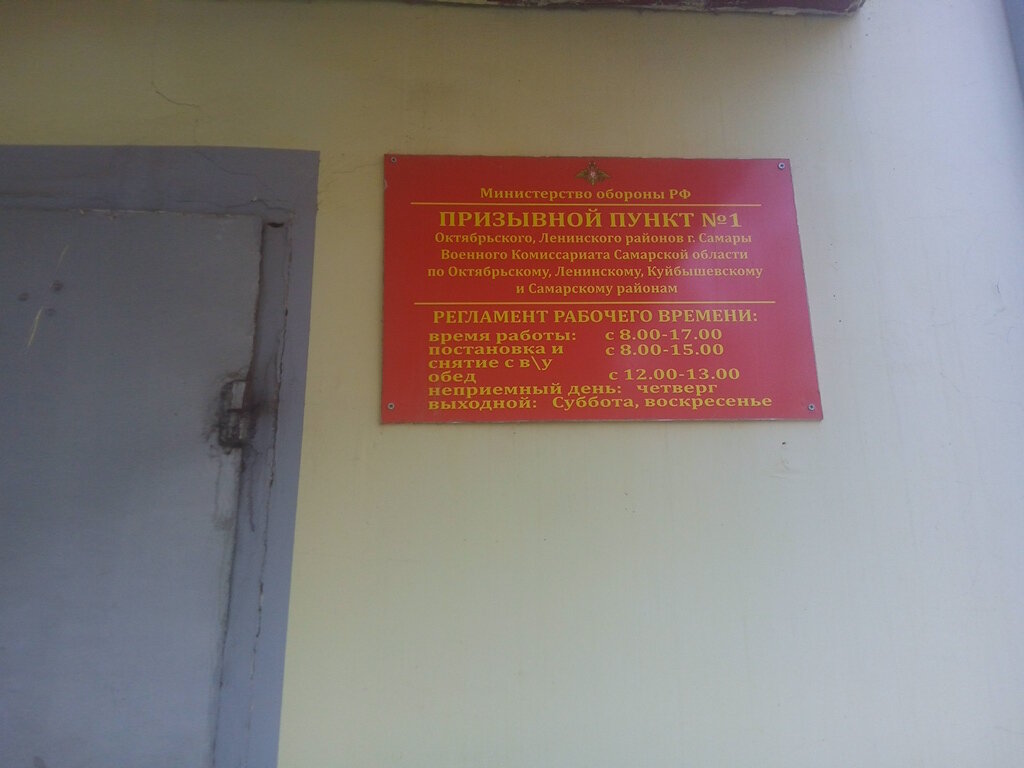 Министерство обороны РФ
ПРИЗЫВНОЙ ПУНКТ №1
Октябрьского, Ленинского районов г. Самары
Военного Комиссариата Самарской области
по Октябрьскому, Ленинскому, Куйбышевскому
и Самарскому районам
РЕГЛАМЕНТ РАБОЧЕГО ВРЕМЕНИ:
время работы: с 8.00-17.00
постановка и с 8.00-15.00
снятие с в\у
обед с 12.00-13.00
неприемный день: четверг
выходной: Суббота, воскресенье